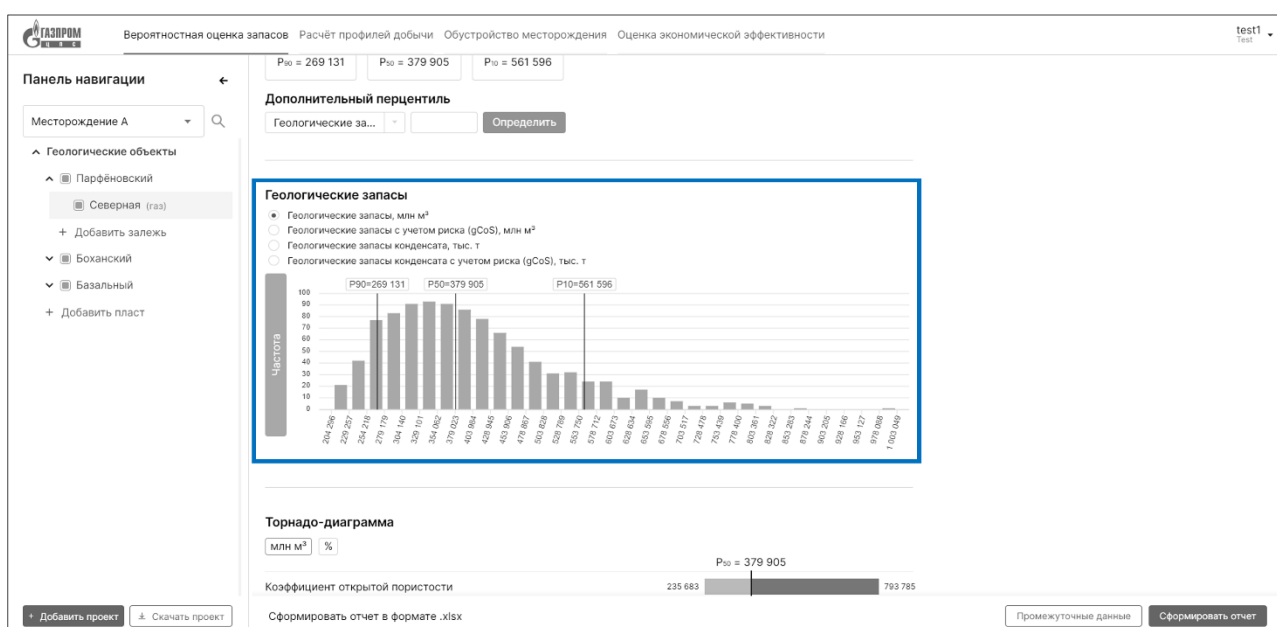 ГАЗПРОМ
ЦПС
Вероятностная оценка запасов Расчёт профилей добычи Обустройство месторождения Оценка экономической эффективности
test1
Test
Панель навигации
Месторождение А
Геологические объекты
Парфёновский
Северная (газ)
+ Добавить залежь
Боханский
Базальный
+ Добавить пласт
P₉₀ = 269 131 P₅₀ = 379 905 P₁₀ = 561 596
Дополнительный перцентиль
Геологические за... Определить
Геологические запасы
Геологические запасы, млн м³
Геологические запасы с учетом риска (gCoS), млн м³
Геологические запасы конденсата, тыс. т
Геологические запасы конденсата с учетом риска (gCoS), тыс. т
P90=269 131 P50=379 905 P10=561 596
Частота
100
90
80
70
60
50
40
30
20
10
0
204 296 229 257 254 218 279 179 304 140 329 101 354 062 379 023 403 984 428 945 453 906 478 867 503 828 528 789 553 750 578 712 603 673 628 634 653 595 678 556 703 517 728 478 753 439 778 400 803 361 828 322 853 283 878 244 903 205 928 166 953 127 978 088 1 003 049
Торнадо-диаграмма
млн м³ %
P₅₀ = 379 905
Коэффициент открытой пористости 235 683 793 785
+ Добавить проект Скачать проект Сформировать отчет в формате .xlsx Промежуточные данные Сформировать отчет